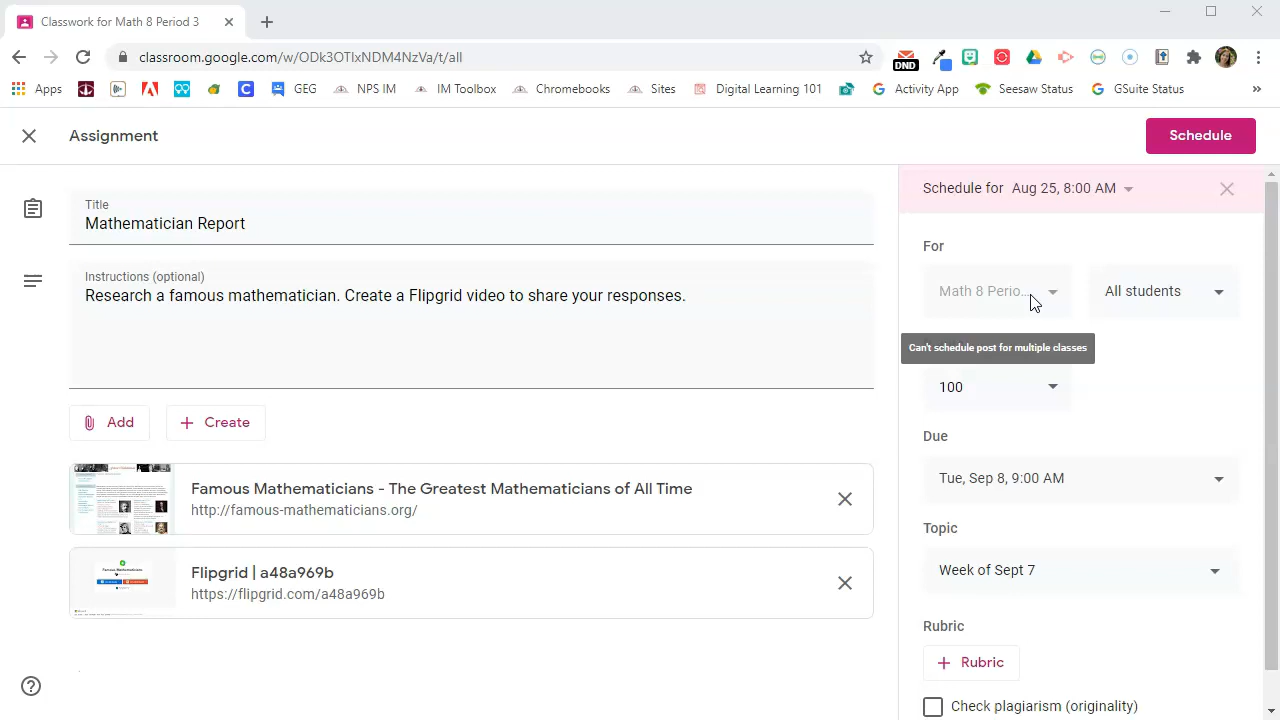 Classwork for Math 8 Period 3
classroom.google.com/w/ODk3OTIxNDM4NzVa/t/all
DND
Apps
GEG
NPS IM
IM Toolbox
Chromebooks
Sites
Digital Learning 101
Activity App
Seesaw Status
GSuite Status
Assignment
Schedule
Schedule for Aug 25, 8:00 AM
Title
Mathematician Report
For
Instructions (optional)
Research a famous mathematician. Create a Flipgrid video to share your responses.
Math 8 Perio...
All students
Can't schedule post for multiple classes
100
Add
Create
Due
Tue, Sep 8, 9:00 AM
Famous Mathematicians - The Greatest Mathematicians of All Time
http://famous-mathematicians.org/
Topic
Week of Sept 7
Flipgrid | a48a969b
https://flipgrid.com/a48a969b
Rubric
Rubric
Check plagiarism (originality)